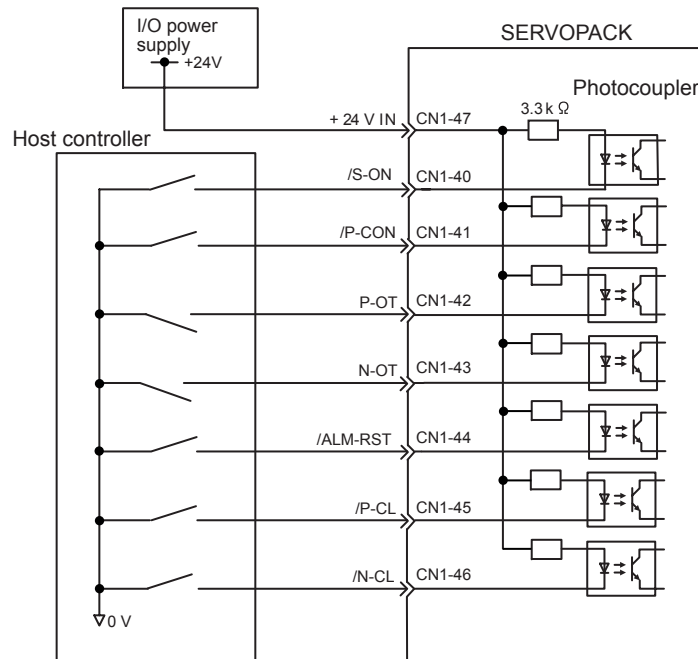 I/O power
supply
+24V
SERVOPACK
Photocoupler
3.3 k Ω
+ 24 V IN CN1-47
Host controller
/S-ON CN1-40
/P-CON CN1-41
P-OT CN1-42
N-OT CN1-43
/ALM-RST CN1-44
/P-CL CN1-45
/N-CL CN1-46
0 V